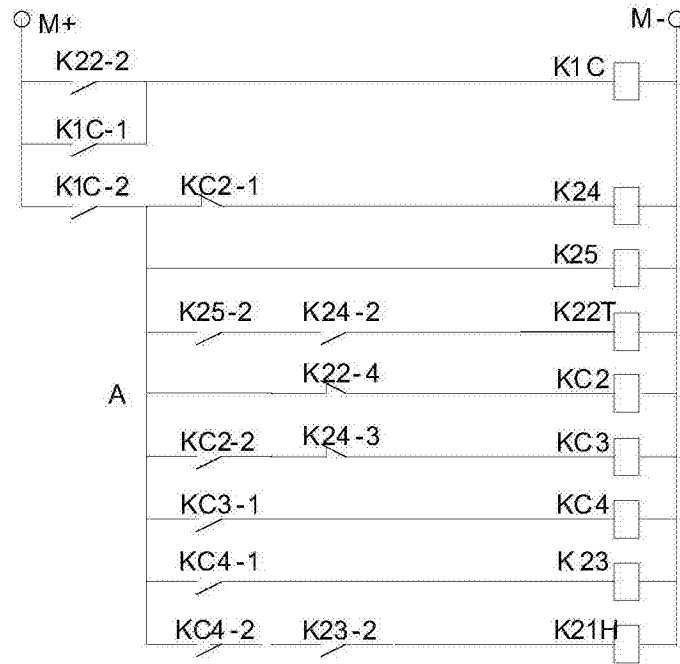 M+ M-
K22-2 K1C
K1C-1
K1C-2 KC2-1 K24
K25
K25-2 K24-2 K22T
K22-4 KC2
A
KC2-2 K24-3 KC3
KC3-1 KC4
KC4-1 K23
KC4-2 K23-2 K21H